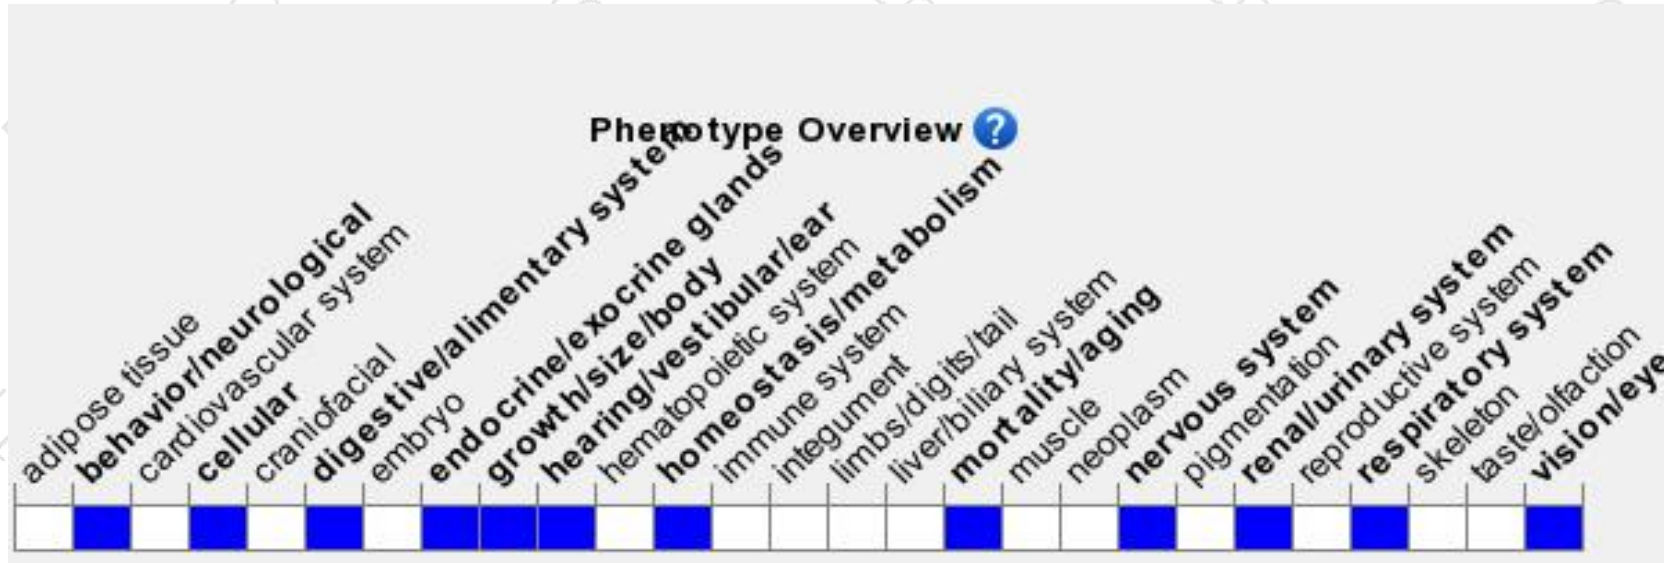 Phenotype Overview ?
adipose tissue
behavior/neurological
cardiovascular system
cellular
craniofacial
digestive/alimentary system
embryo
endocrine/exocrine glands
growth/size/body
hearing/vestibular/ear
hematopoietic system
homeostasis/metabolism
immune system
integument
limbs/digits/tail
liver/biliary system
mortality/aging
muscle
neoplasm
nervous system
pigmentation
renal/urinary system
reproductive system
respiratory system
skeleton
taste/olfaction
vision/eye